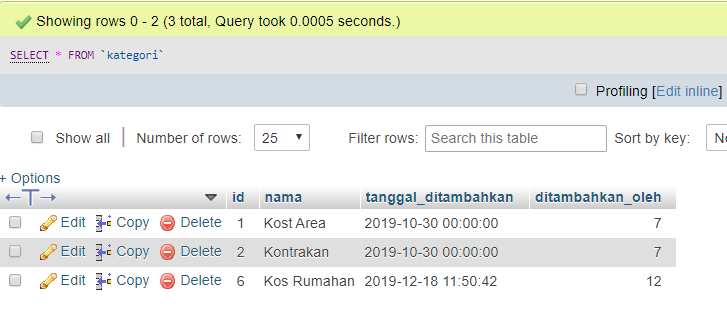 Showing rows 0 - 2 (3 total, Query took 0.0005 seconds.)
SELECT * FROM `kategori`
Profiling [Edit inline]
Show all | Number of rows: 25 Filter rows: Search this table Sort by key:
+ Options
←T→ id nama tanggal_ditambahkan ditambahkan_oleh
Edit Copy Delete 1 Kost Area 2019-10-30 00:00:00 7
Edit Copy Delete 2 Kontrakan 2019-10-30 00:00:00 7
Edit Copy Delete 6 Kos Rumahan 2019-12-18 11:50:42 12